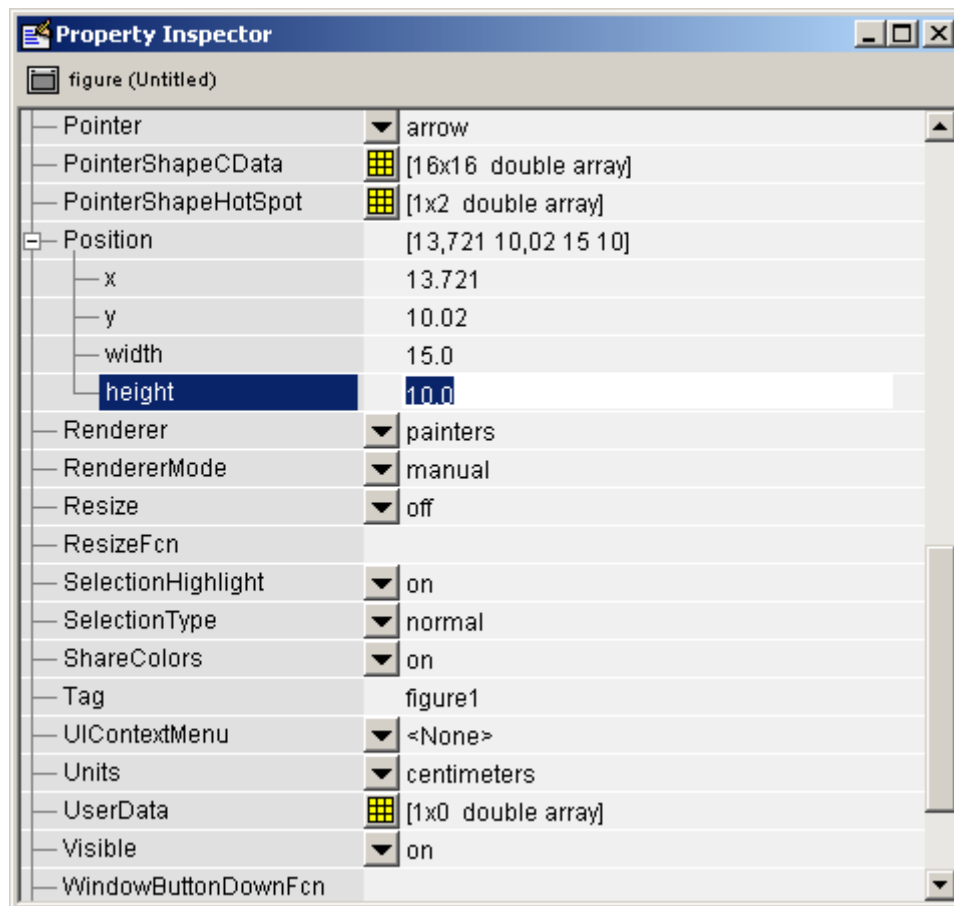 Property Inspector
figure (Untitled)
Pointer arrow
PointerShapeCData [16x16 double array]
PointerShapeHotSpot [1x2 double array]
Position [13,721 10,02 15 10]
x 13.721
y 10.02
width 15.0
height 10.0
Renderer painters
RendererMode manual
Resize off
ResizeFcn
SelectionHighlight on
SelectionType normal
ShareColors on
Tag figure1
UIContextMenu <None>
Units centimeters
UserData [1x0 double array]
Visible on
WindowButtonDownFcn